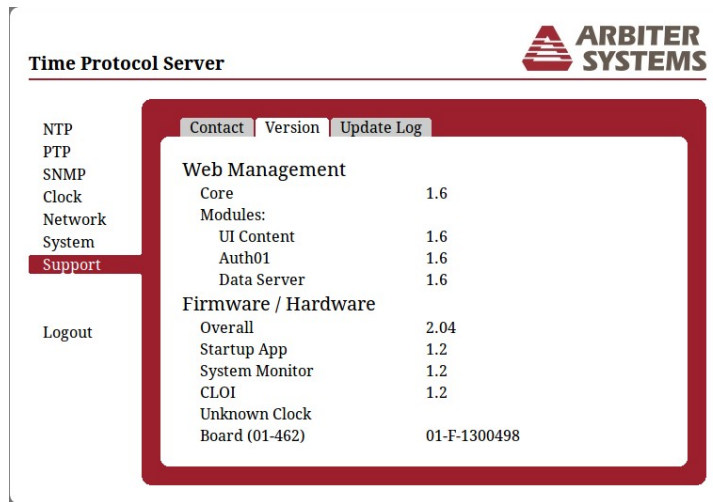 ARBITER
SYSTEMS
Time Protocol Server
NTP
PTP
SNMP
Clock
Network
System
Support
Logout
Contact Version Update Log
Web Management
Core 1.6
Modules:
UI Content 1.6
Auth01 1.6
Data Server 1.6
Firmware / Hardware
Overall 2.04
Startup App 1.2
System Monitor 1.2
CLOI 1.2
Unknown Clock
Board (01-462) 01-F-1300498